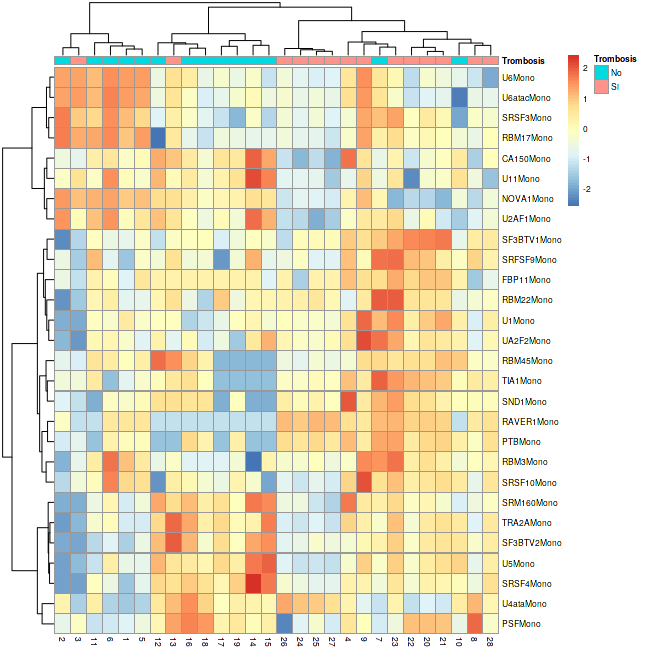 Trombosis
U6Mono
U6atacMono
SRSF3Mono
RBM17Mono
CA150Mono
U11Mono
NOVA1Mono
U2AF1Mono
SF3BTV1Mono
SRFSF9Mono
FBP11Mono
RBM22Mono
U1Mono
UA2F2Mono
RBM45Mono
TIA1Mono
SND1Mono
RAVER1Mono
PTBMono
RBM3Mono
SRSF10Mono
SRM160Mono
TRA2AMono
SF3BTV2Mono
U5Mono
SRSF4Mono
U4ataMono
PSFMono
2 3 11 6 1 5 12 13 16 18 17 19 14 15 26 24 25 27 4 9 7 23 22 20 21 10 8 28
2
1
0
-1
-2
Trombosis
No
SI